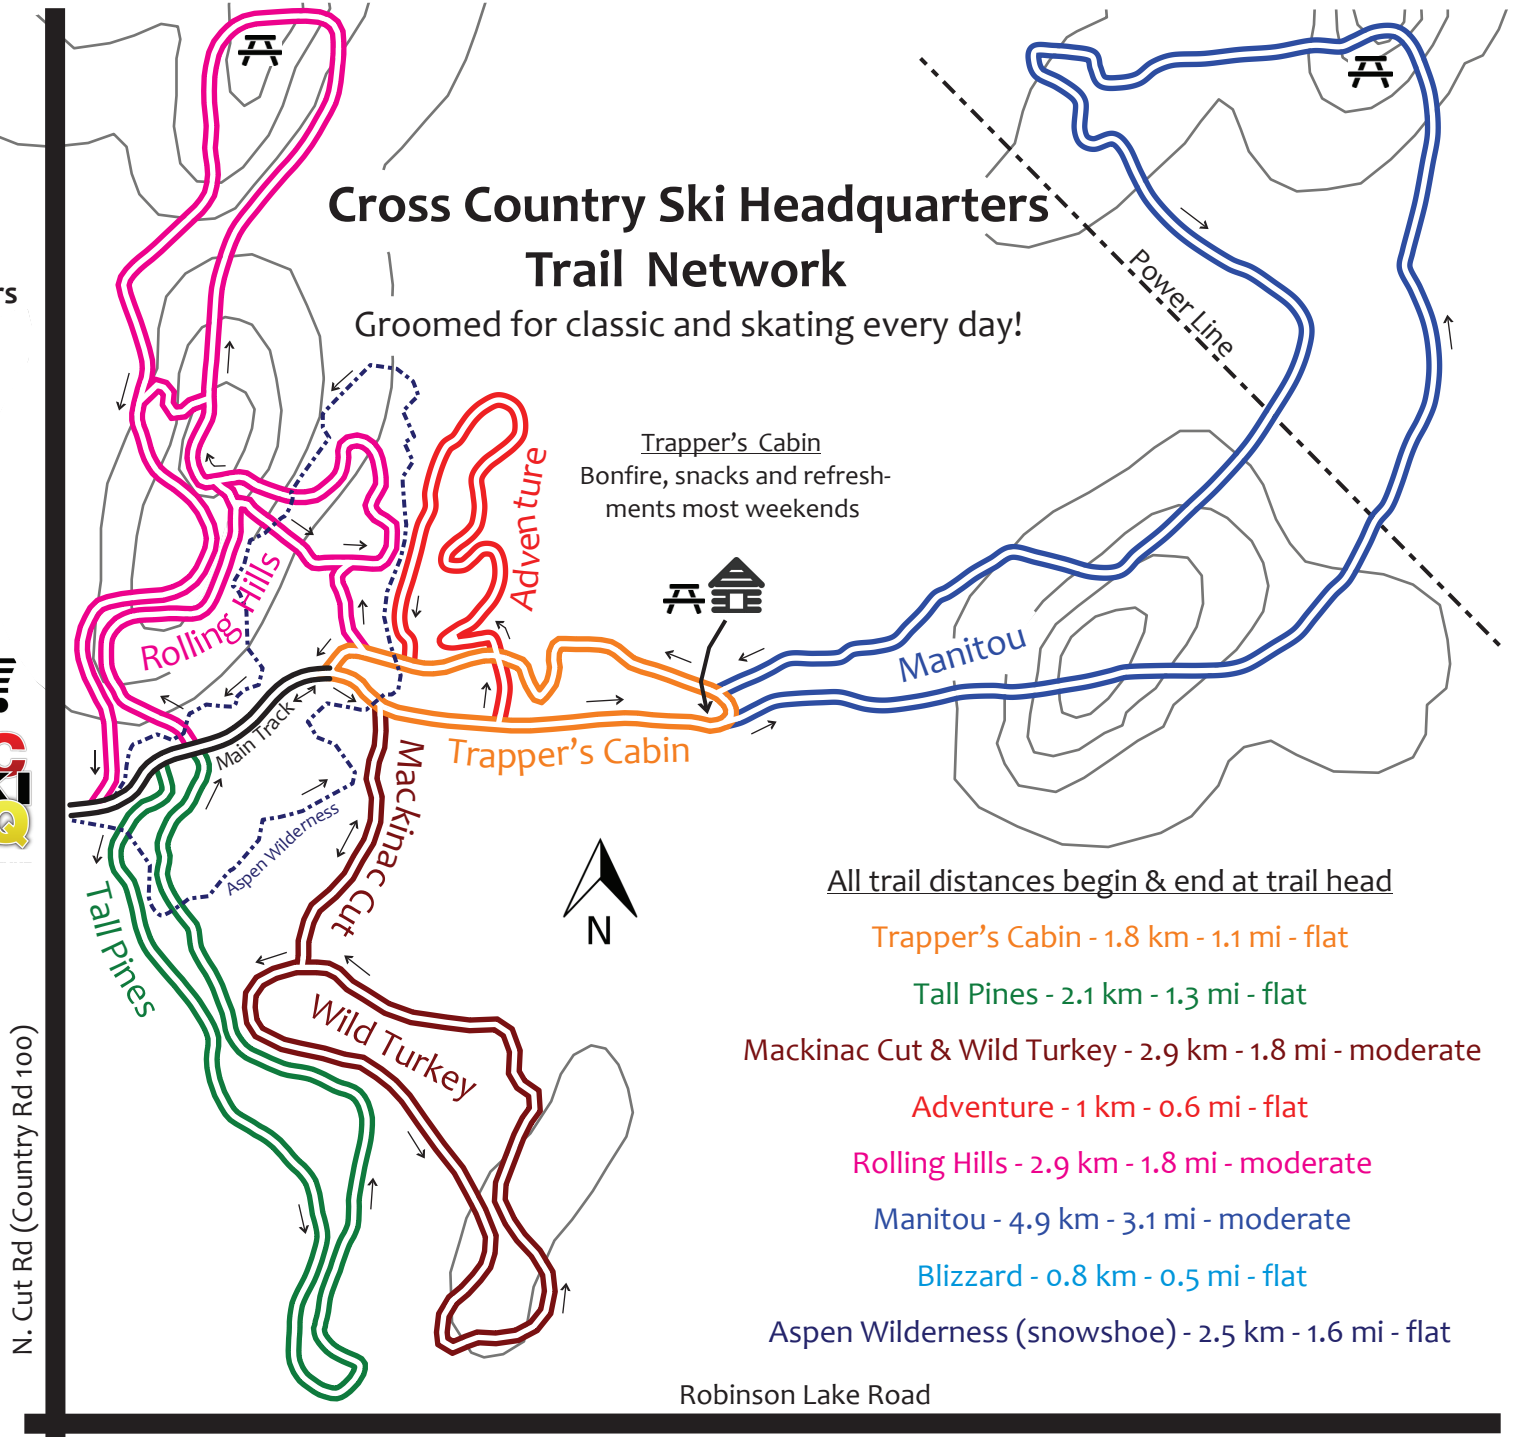 Cross Country Ski Headquarters
Trail Network
Groomed for classic and skating every day!
rs
Power Line
Trapper's Cabin
Bonfire, snacks and refresh-
ments most weekends
Adventure
Rolling Hills
Manitou
Main Track
Trapper's Cabin
Mackinac Cut
C
KI
Q
Aspen Wilderness
Tall Pines
Wild Turkey
N
All trail distances begin & end at trail head
Trapper's Cabin - 1.8 km - 1.1 mi - flat
Tall Pines - 2.1 km - 1.3 mi - flat
Mackinac Cut & Wild Turkey - 2.9 km - 1.8 mi - moderate
Adventure - 1 km - 0.6 mi - flat
Rolling Hills - 2.9 km - 1.8 mi - moderate
Manitou - 4.9 km - 3.1 mi - moderate
Blizzard - 0.8 km - 0.5 mi - flat
Aspen Wilderness (snowshoe) - 2.5 km - 1.6 mi - flat
N. Cut Rd (Country Rd 100)
Robinson Lake Road